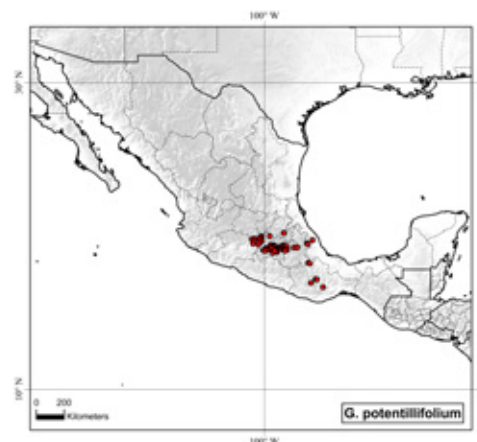 100° W
30° N
10° N
0 200
Kilometers
G. potentillifolium
100° W